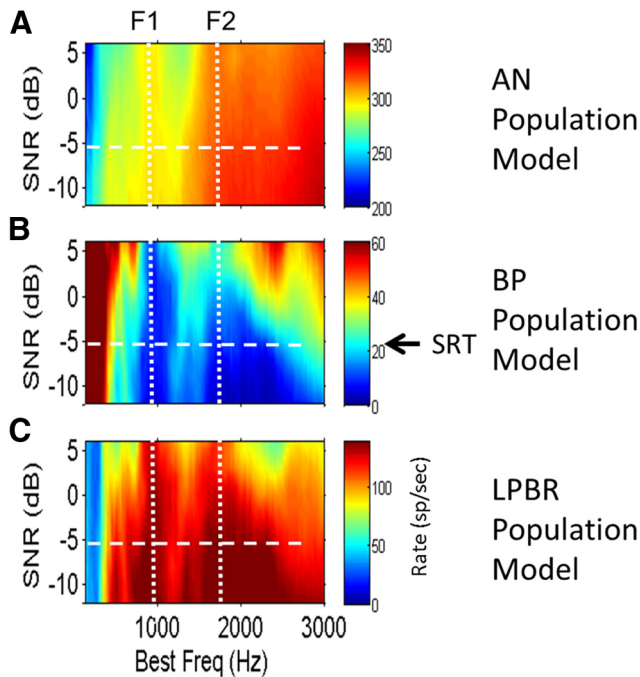 A
F1
F2
SNR (dB)
5
0
-5
-10
350
300
250
200
AN
Population
Model
B
SNR (dB)
5
0
-5
-10
60
40
20
0
BP
Population
Model
SRT
C
SNR (dB)
5
0
-5
-10
100
50
0
Rate (sp/sec)
LPBR
Population
Model
1000
2000
3000
Best Freq (Hz)